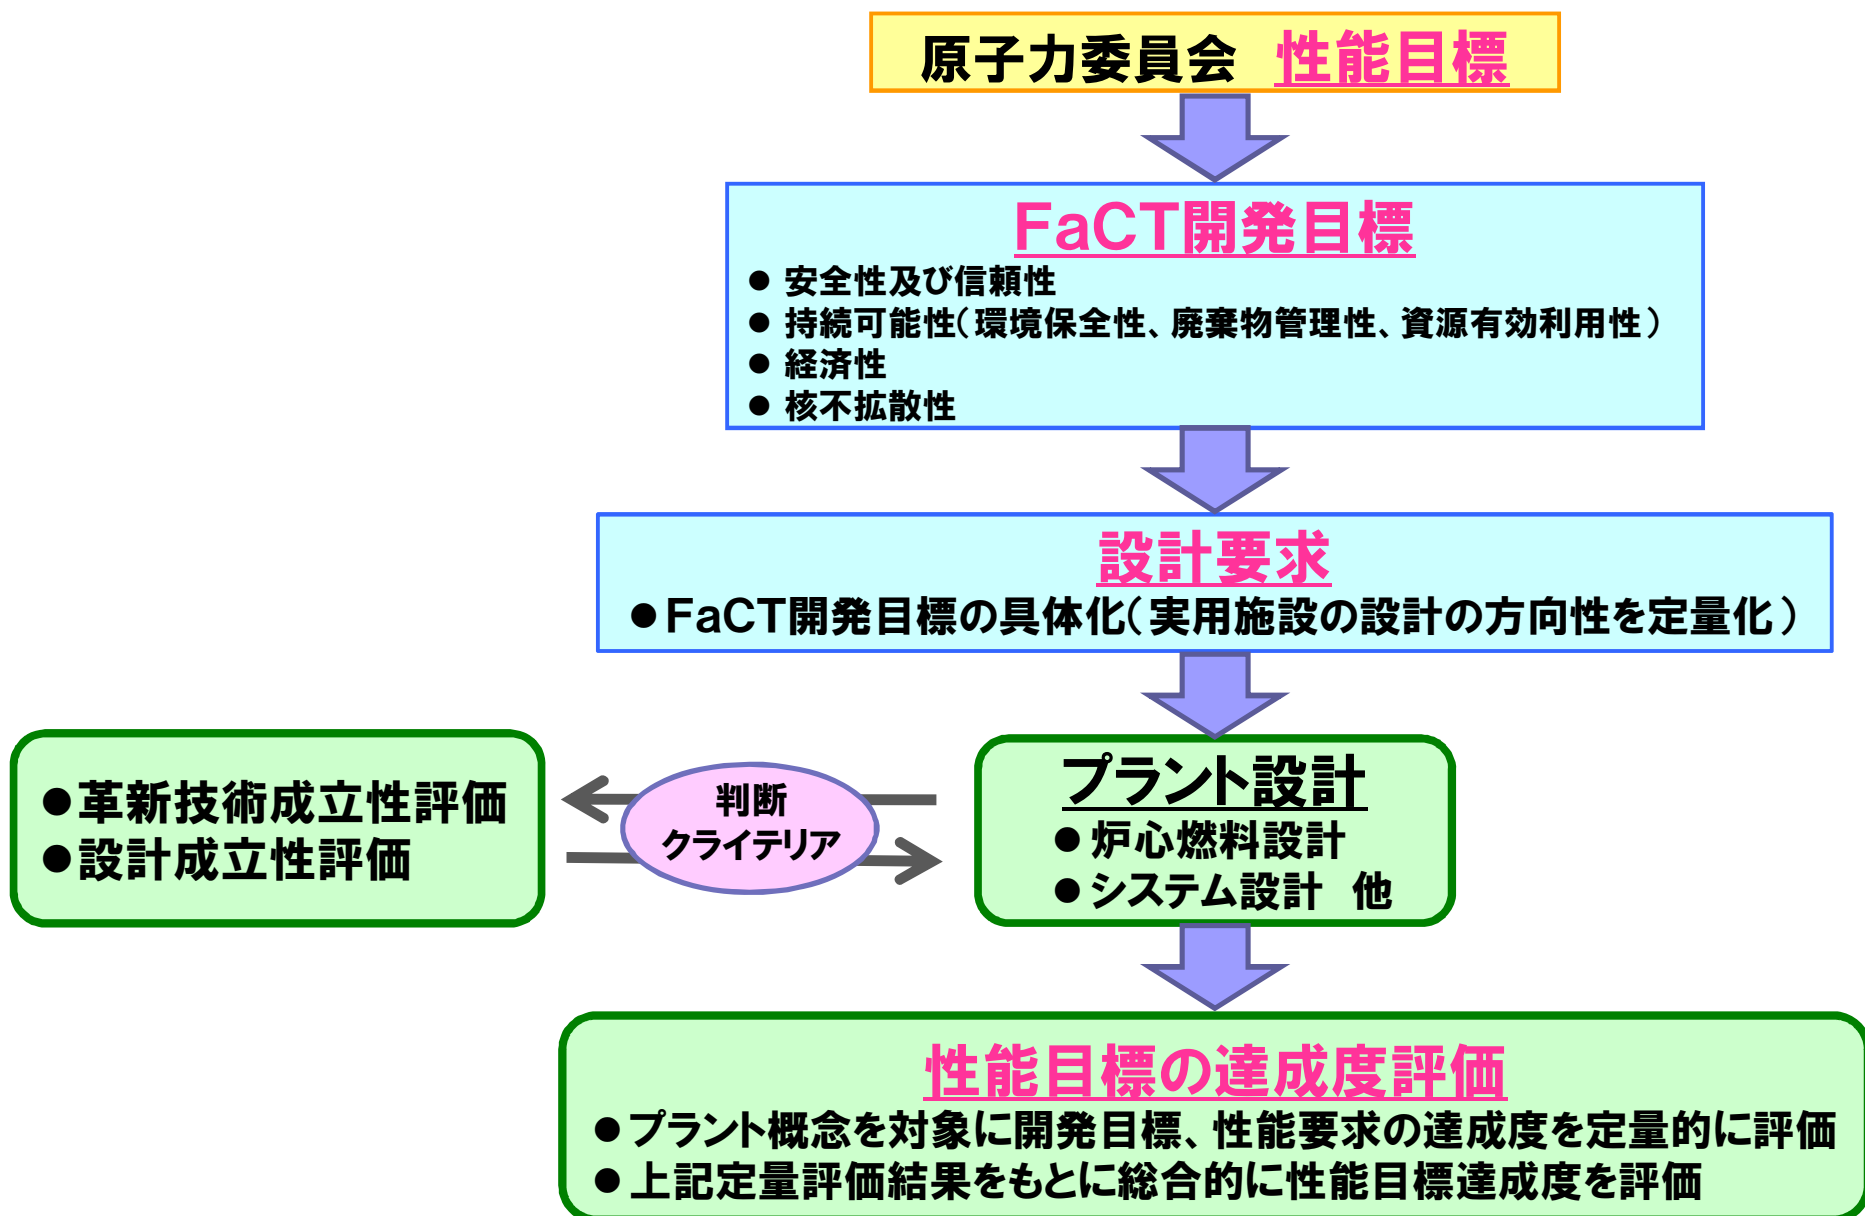 原子力委員会　性能目標
FaCT開発目標
● 安全性及び信頼性
● 持続可能性（環境保全性、廃棄物管理性、資源有効利用性）
● 経済性
● 核不拡散性
設計要求
●FaCT開発目標の具体化（実用施設の設計の方向性を定量化）
●革新技術成立性評価
●設計成立性評価
判断
クライテリア
プラント設計
● 炉心燃料設計
● システム設計　他
性能目標の達成度評価
●プラント概念を対象に開発目標、性能要求の達成度を定量的に評価
●上記定量評価結果をもとに総合的に性能目標達成度を評価